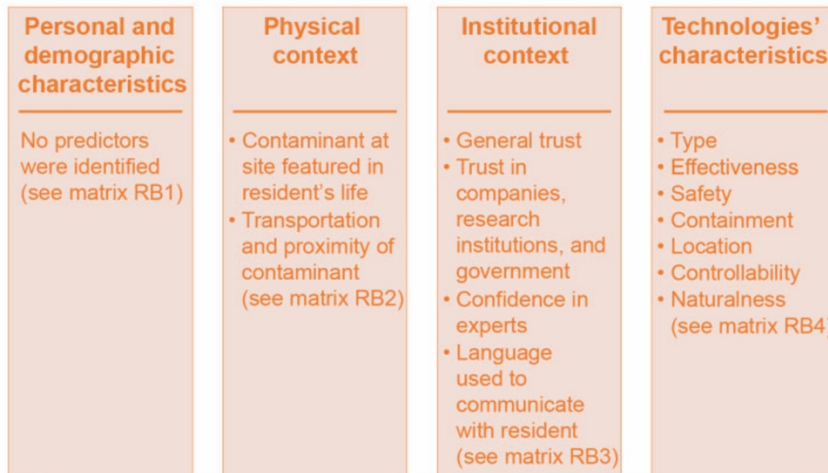 Personal and
demographic
characteristics
No predictors
were identified
(see matrix RB1)
Physical
context
• Contaminant at
site featured in
resident's life
• Transportation
and proximity of
contaminant
(see matrix RB2)
Institutional
context
• General trust
• Trust in
companies,
research
institutions, and
government
• Confidence in
experts
• Language
used to
communicate
with resident
(see matrix RB3)
Technologies'
characteristics
• Type
• Effectiveness
• Safety
• Containment
• Location
• Controllability
• Naturalness
(see matrix RB4)